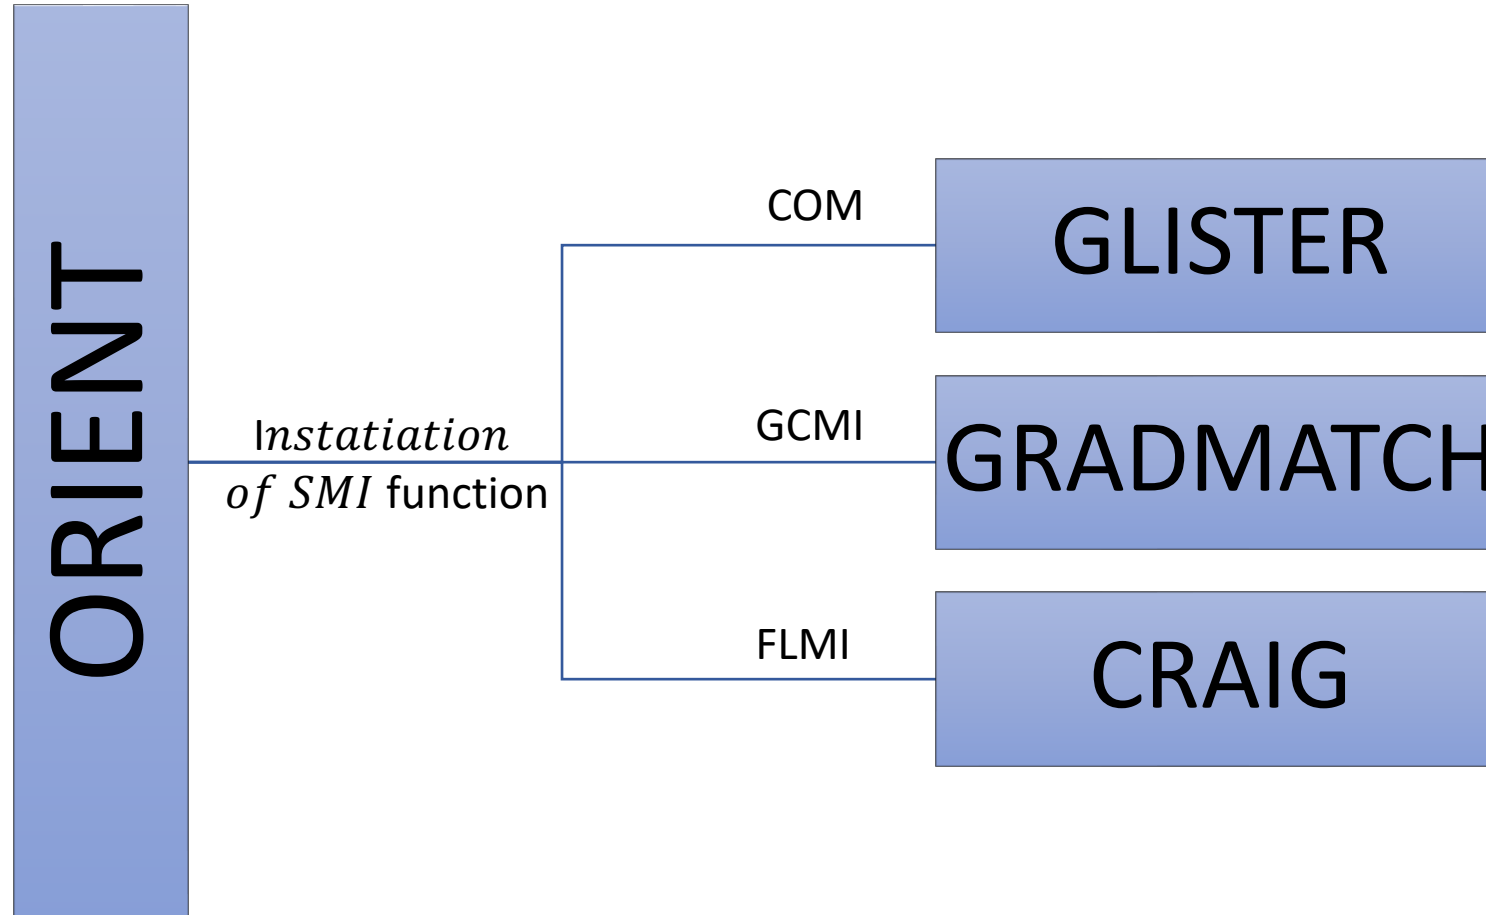 ORIENT
Instatiation
of SMI function
COM
GLISTER
GCMI
GRADMATCH
FLMI
CRAIG